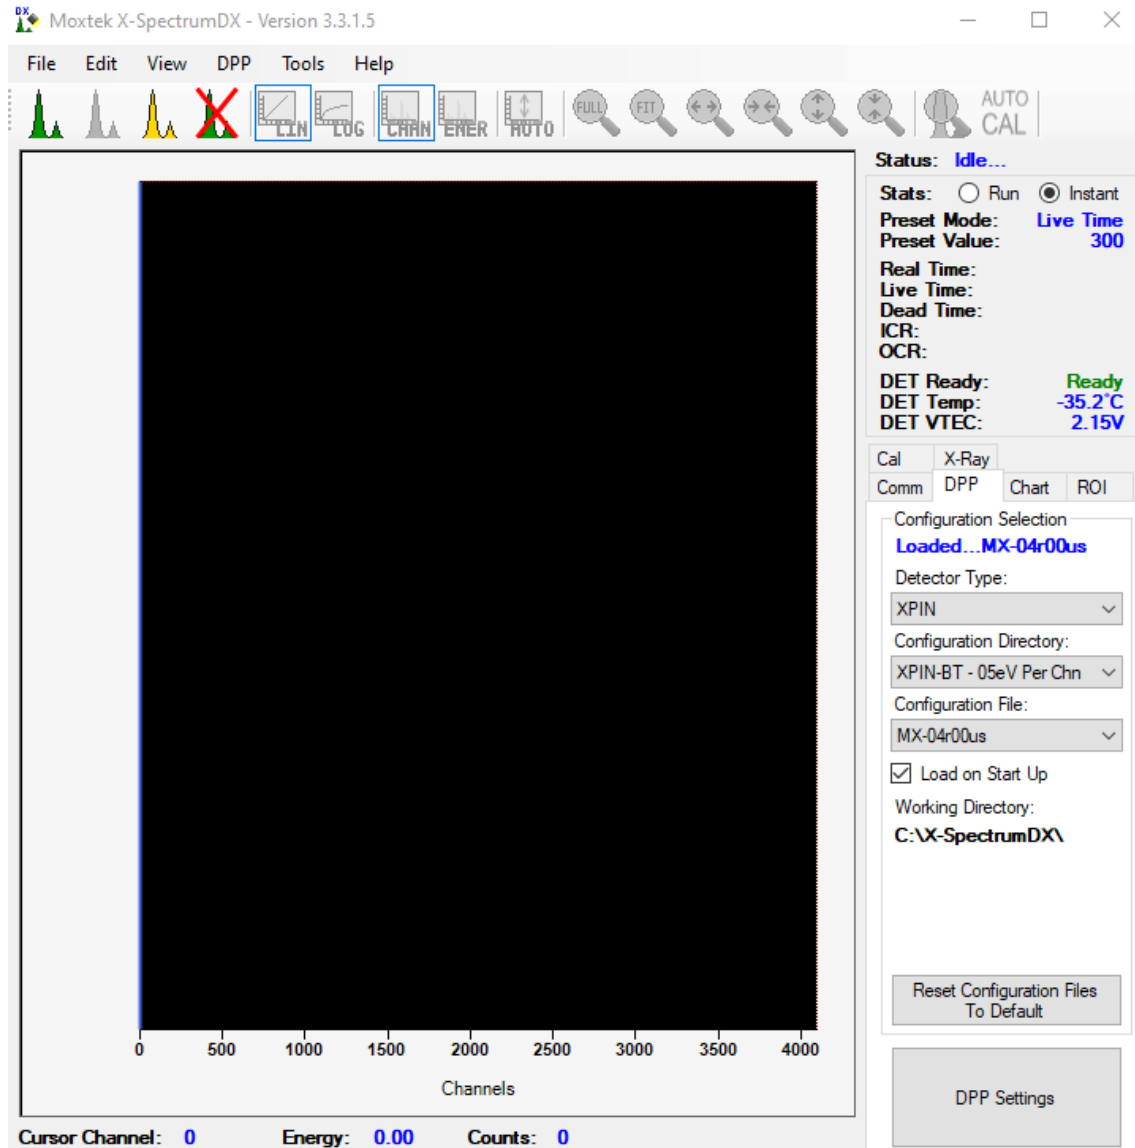 DX
Moxtek X-SpectrumDX - Version 3.3.1.5
File Edit View DPP Tools Help
LIN LOG CHAN ENER AUTO FULL FIT AUTO CAL
Status: Idle...
Stats: Run Instant
Preset Mode: Live Time
Preset Value: 300
Real Time:
Live Time:
Dead Time:
ICR:
OCR:
DET Ready: Ready
DET Temp: -35.2°C
DET VTEC: 2.15V
Cal X-Ray
Comm DPP Chart ROI
Configuration Selection
Loaded...MX-04r00us
Detector Type:
XPIN
Configuration Directory:
XPIN-BT - 05eV Per Chn
Configuration File:
MX-04r00us
Load on Start Up
Working Directory:
C:\X-SpectrumDX\
Reset Configuration Files
To Default
DPP Settings
0 500 1000 1500 2000 2500 3000 3500 4000
Channels
Cursor Channel: 0 Energy: 0.00 Counts: 0